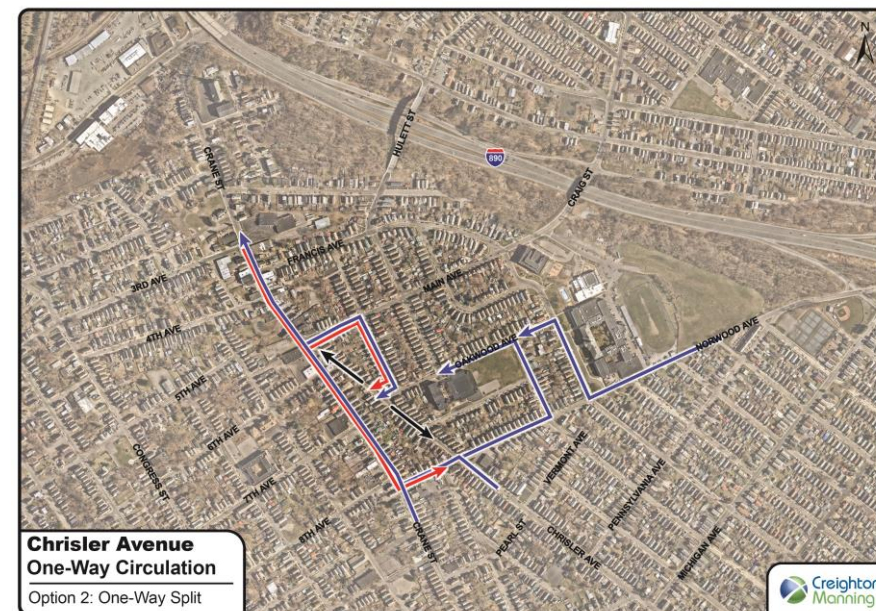 N
890
CRANE ST
HULETT ST
CRAIG ST
FRANCIS AVE
3RD AVE
MAIN AVE
4TH AVE
OAKWOOD AVE
NORWOOD AVE
5TH AVE
6TH AVE
CONGRESS ST
7TH AVE
VERMONT AVE
PENNSYLVANIA AVE
8TH AVE
CRANE ST
PEARL ST
CHRISLER AVE
MICHIGAN AVE
Chrisler Avenue
One-Way Circulation
Option 2: One-Way Split
Creighton
Manning